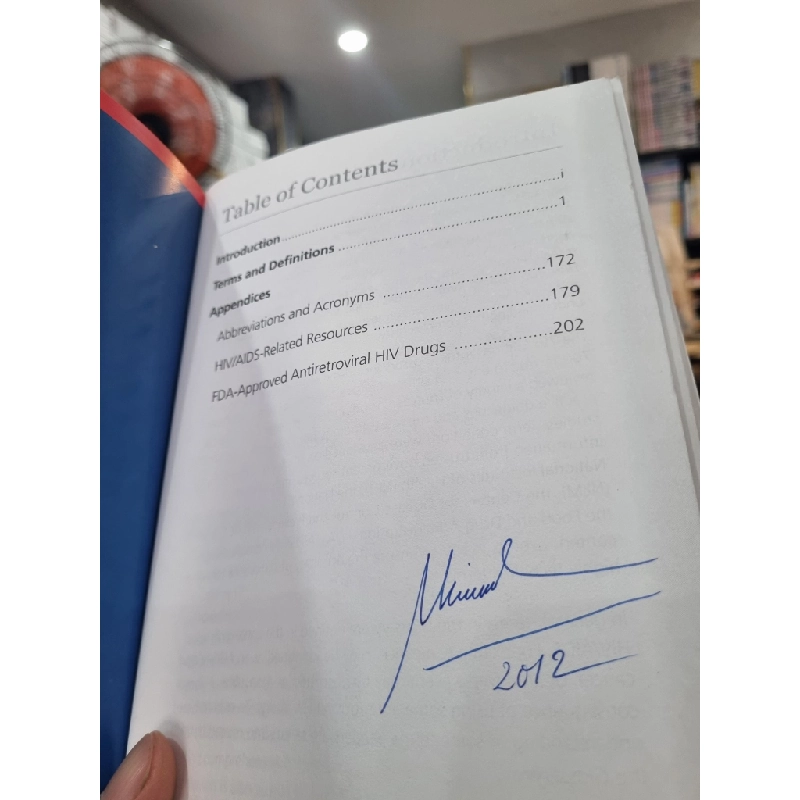 Table of Contents
Introduction ........ i
Terms and Definitions ........ 1
Appendices
Abbreviations and Acronyms ........ 172
HIV/AIDS-Related Resources ........ 179
FDA-Approved Antiretroviral HIV Drugs ........ 202
2012